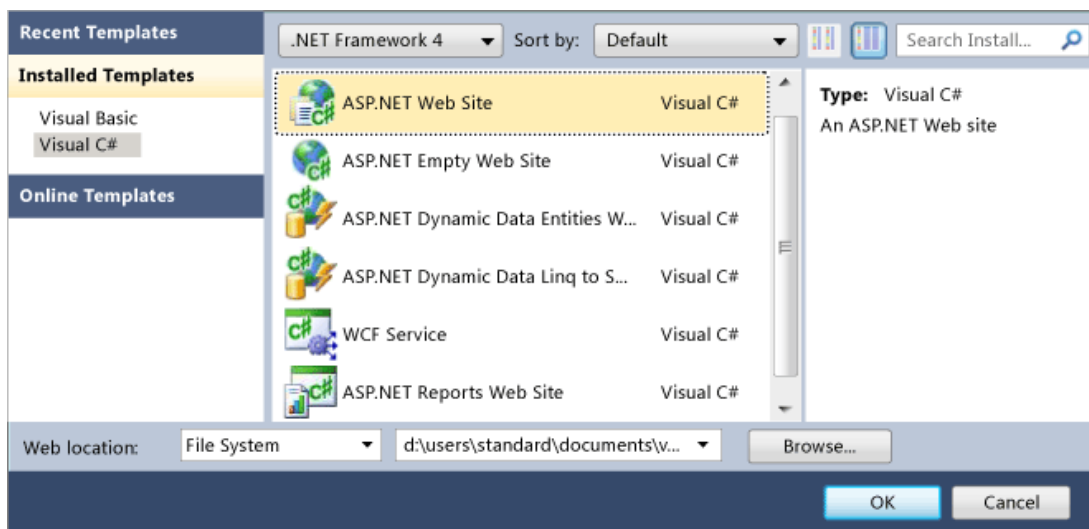 Recent Templates
Installed Templates
Visual Basic
Visual C#
Online Templates
.NET Framework 4 Sort by: Default Search Install...
ASP.NET Web Site Visual C#
ASP.NET Empty Web Site Visual C#
ASP.NET Dynamic Data Entities W... Visual C#
ASP.NET Dynamic Data Linq to S... Visual C#
WCF Service Visual C#
ASP.NET Reports Web Site Visual C#
Type: Visual C#
An ASP.NET Web site
Web location: File System d:\users\standard\documents\v... Browse...
OK Cancel